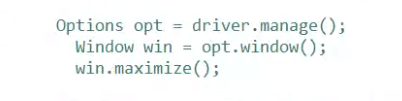 Options opt = driver.manage();
Window win = opt.window();
win.maximize();